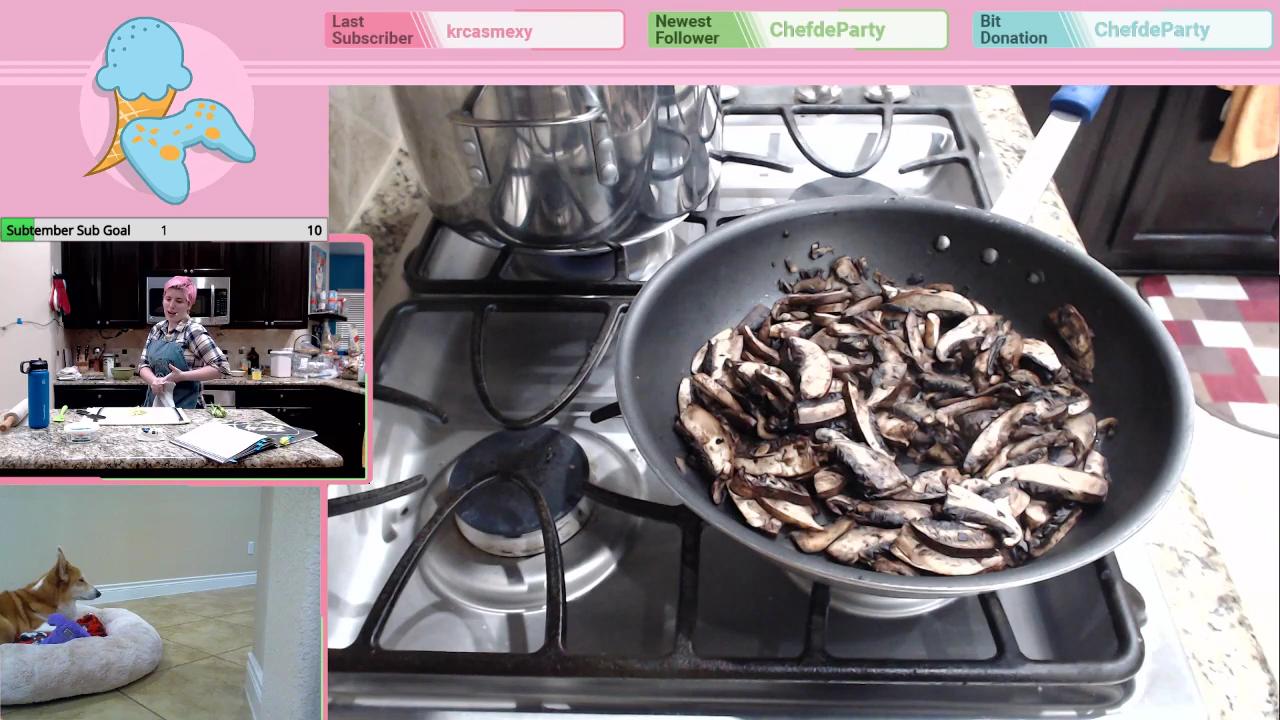 Last
Subscriber
krcasmexy
Newest
Follower
ChefdeParty
Bit
Donation
ChefdeParty
Subtember Sub Goal 1 10